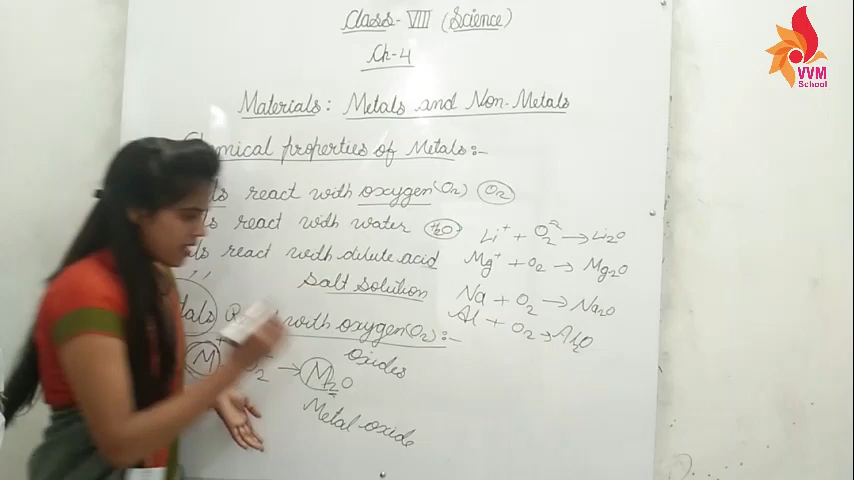 Class - VIII (Science)
Ch-4
Materials: Metals and Non-Metals
Chemical properties of Metals:-
react with oxygen (O2) O2
react with water H2O
react with dilute acid
Salt solution
with oxygen (O2):-
M + O2 → M2O
oxides
Metal oxide
Li+ + O2 → Li2O
Mg+ + O2 → Mg2O
Na + O2 → Na2O
Al + O2 → Al2O
VVM
School